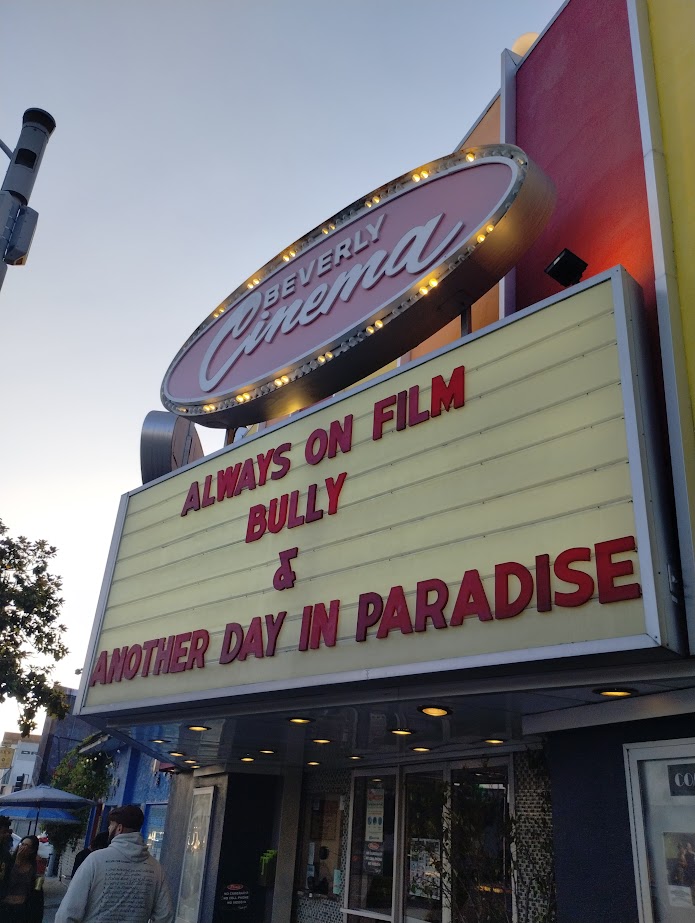 BEVERLY
Cinema
ALWAYS ON FILM
BULLY
&
ANOTHER DAY IN PARADISE